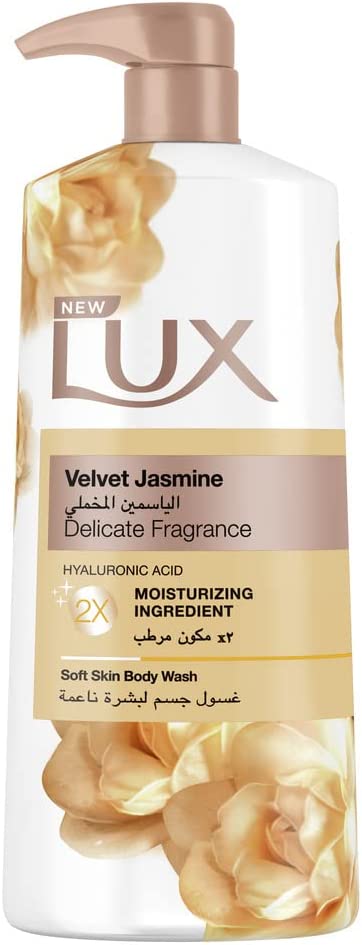 NEW
LUX
Velvet Jasmine
الياسمين المخملي
Delicate Fragrance
HYALURONIC ACID
2X
MOISTURIZING
INGREDIENT
x٢ مكون مرطب
Soft Skin Body Wash
غسول جسم لبشرة ناعمة